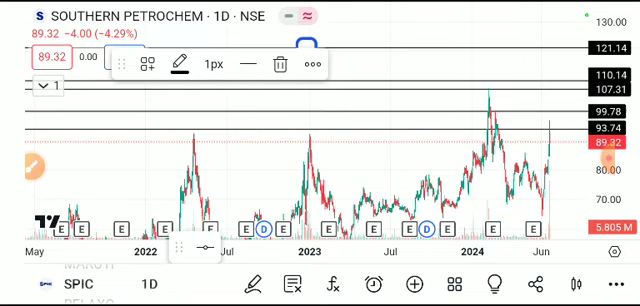 S SOUTHERN PETROCHEM · 1D · NSE
89.32 −4.00 (−4.29%)
89.32 0.00
1px
1
130.00
121.14
110.14
107.31
99.78
93.74
89.32
80.00
70.00
5.805 M
E E E E E E E D E E E E D E E E
May 2022 Jul 2023 Jul 2024 Jun
MARUTI
SPIC 1D
RELAXO